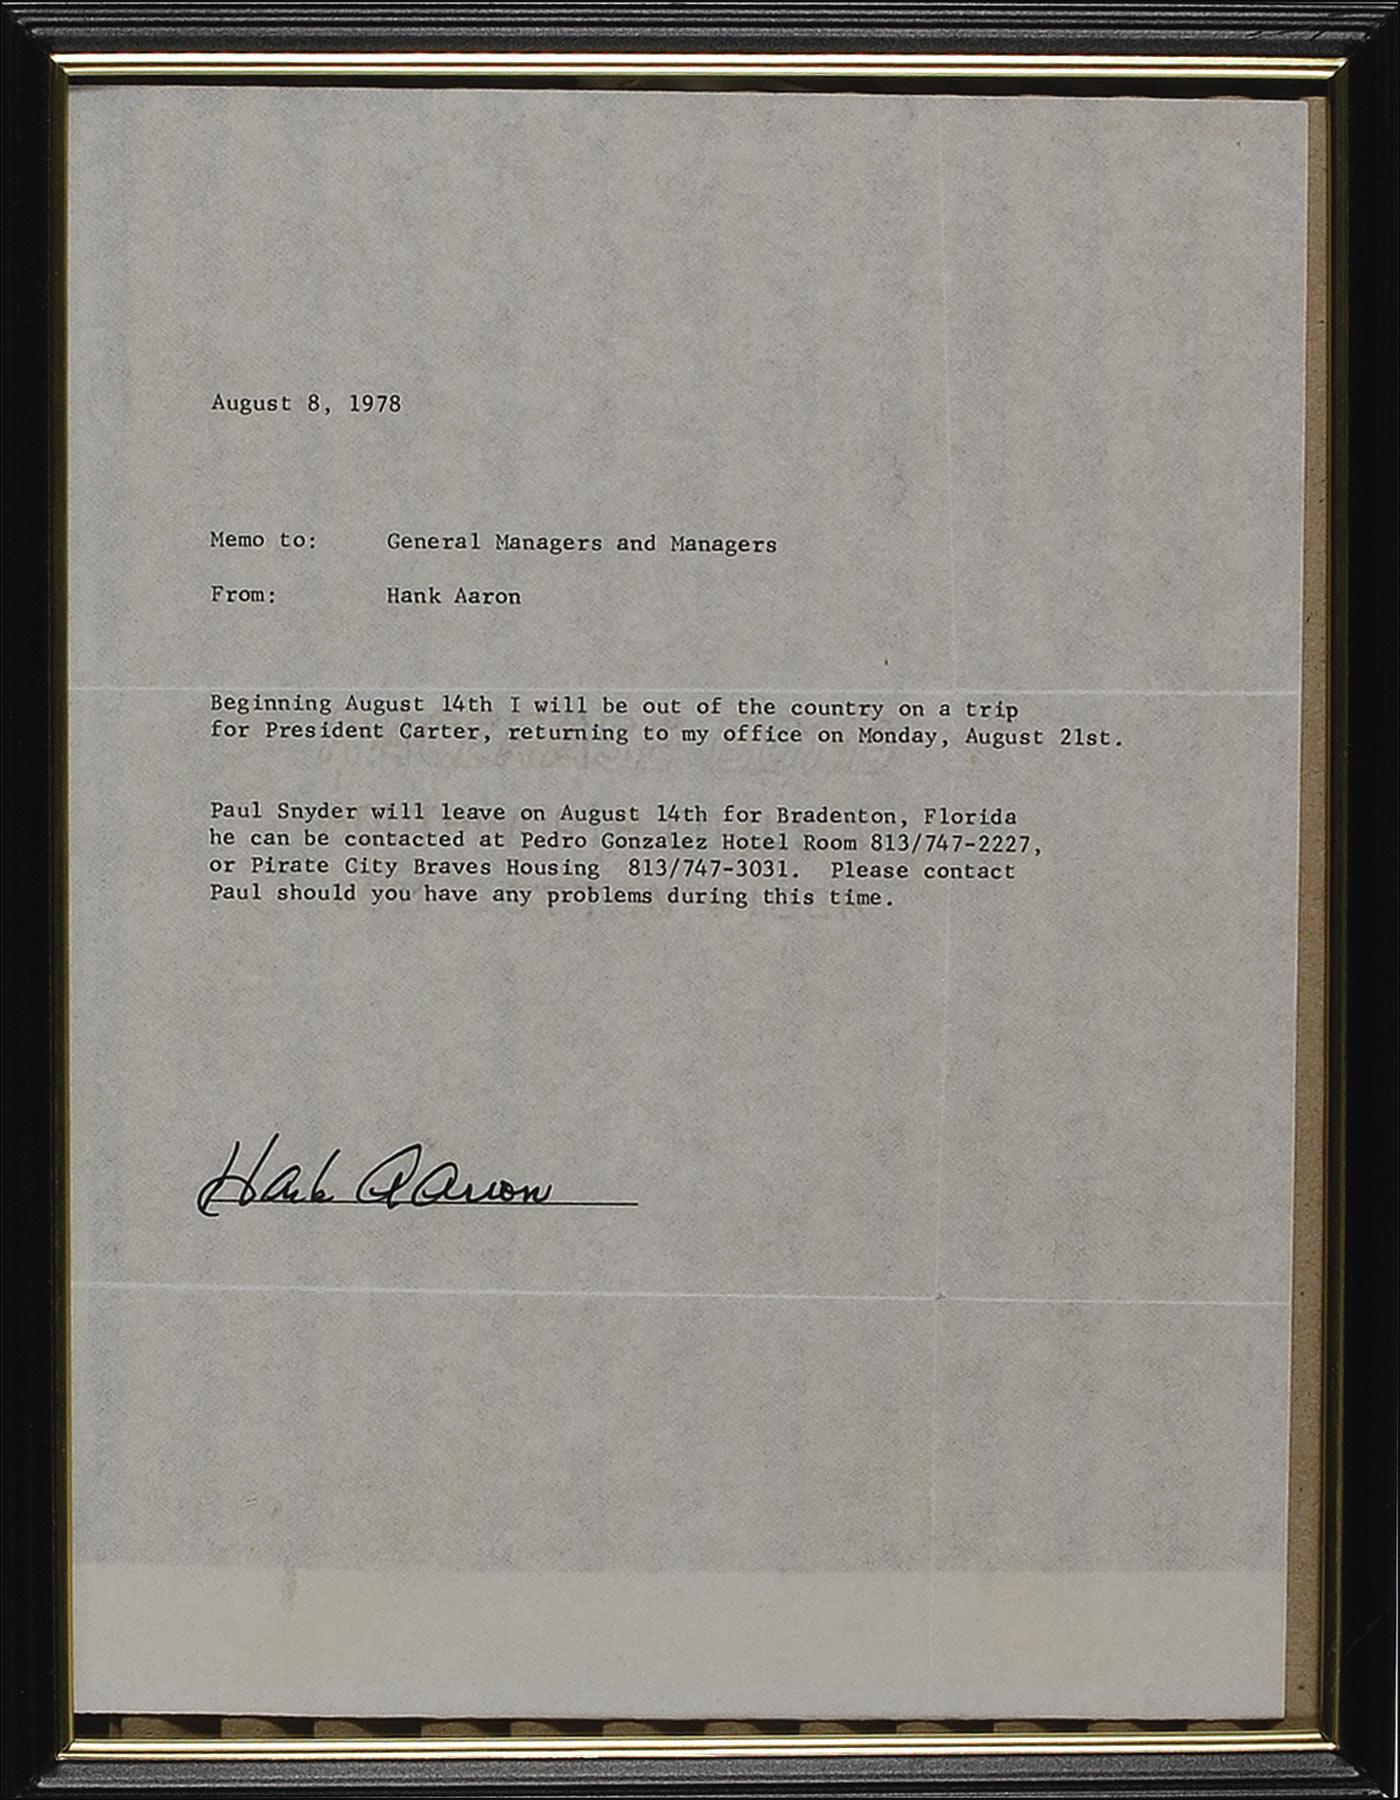 August 8, 1978
Memo to: General Managers and Managers
From: Hank Aaron
Beginning August 14th I will be out of the country on a trip
for President Carter, returning to my office on Monday, August 21st.
Paul Snyder will leave on August 14th for Bradenton, Florida
he can be contacted at Pedro Gonzalez Hotel Room 813/747-2227,
or Pirate City Braves Housing 813/747-3031. Please contact
Paul should you have any problems during this time.
Hank Aaron